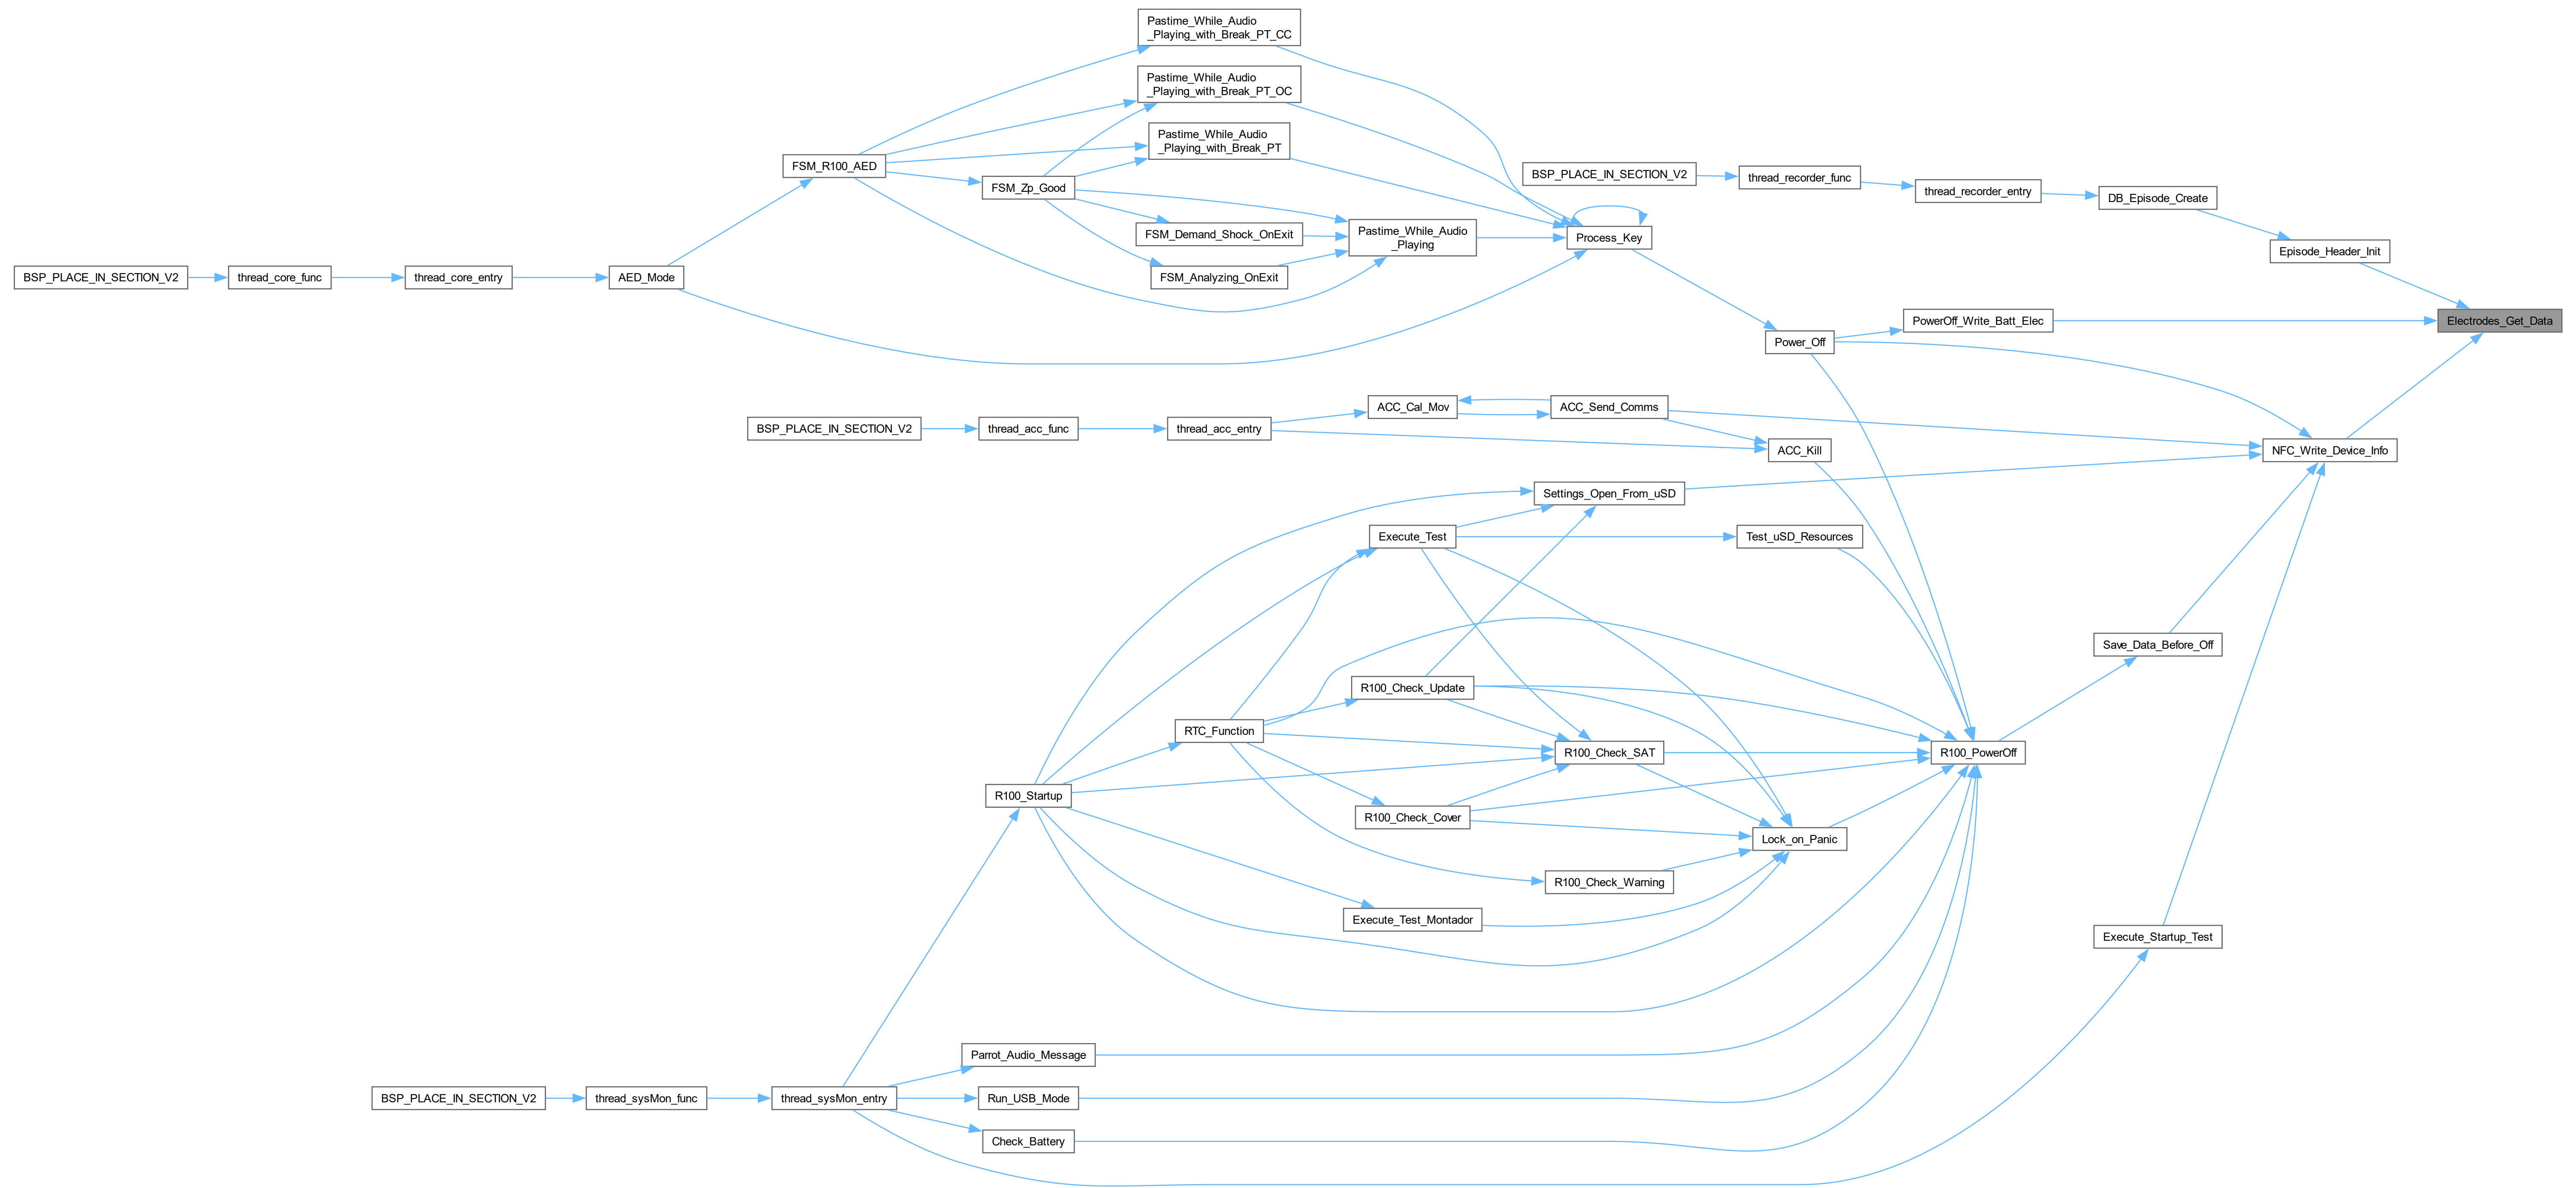 Pastime_While_Audio
_Playing_with_Break_PT_CC
Pastime_While_Audio
_Playing_with_Break_PT_OC
Pastime_While_Audio
_Playing_with_Break_PT
FSM_R100_AED
BSP_PLACE_IN_SECTION_V2
thread_recorder_func
thread_recorder_entry
FSM_Zp_Good
DB_Episode_Create
FSM_Demand_Shock_OnExit
Pastime_While_Audio
_Playing
Process_Key
Episode_Header_Init
BSP_PLACE_IN_SECTION_V2
thread_core_func
thread_core_entry
AED_Mode
FSM_Analyzing_OnExit
PowerOff_Write_Batt_Elec
Electrodes_Get_Data
Power_Off
ACC_Cal_Mov
ACC_Send_Comms
BSP_PLACE_IN_SECTION_V2
thread_acc_func
thread_acc_entry
ACC_Kill
NFC_Write_Device_Info
Settings_Open_From_uSD
Execute_Test
Test_uSD_Resources
Save_Data_Before_Off
R100_Check_Update
RTC_Function
R100_Check_SAT
R100_PowerOff
R100_Startup
R100_Check_Cover
Lock_on_Panic
R100_Check_Warning
Execute_Test_Montador
Execute_Startup_Test
Parrot_Audio_Message
BSP_PLACE_IN_SECTION_V2
thread_sysMon_func
thread_sysMon_entry
Run_USB_Mode
Check_Battery